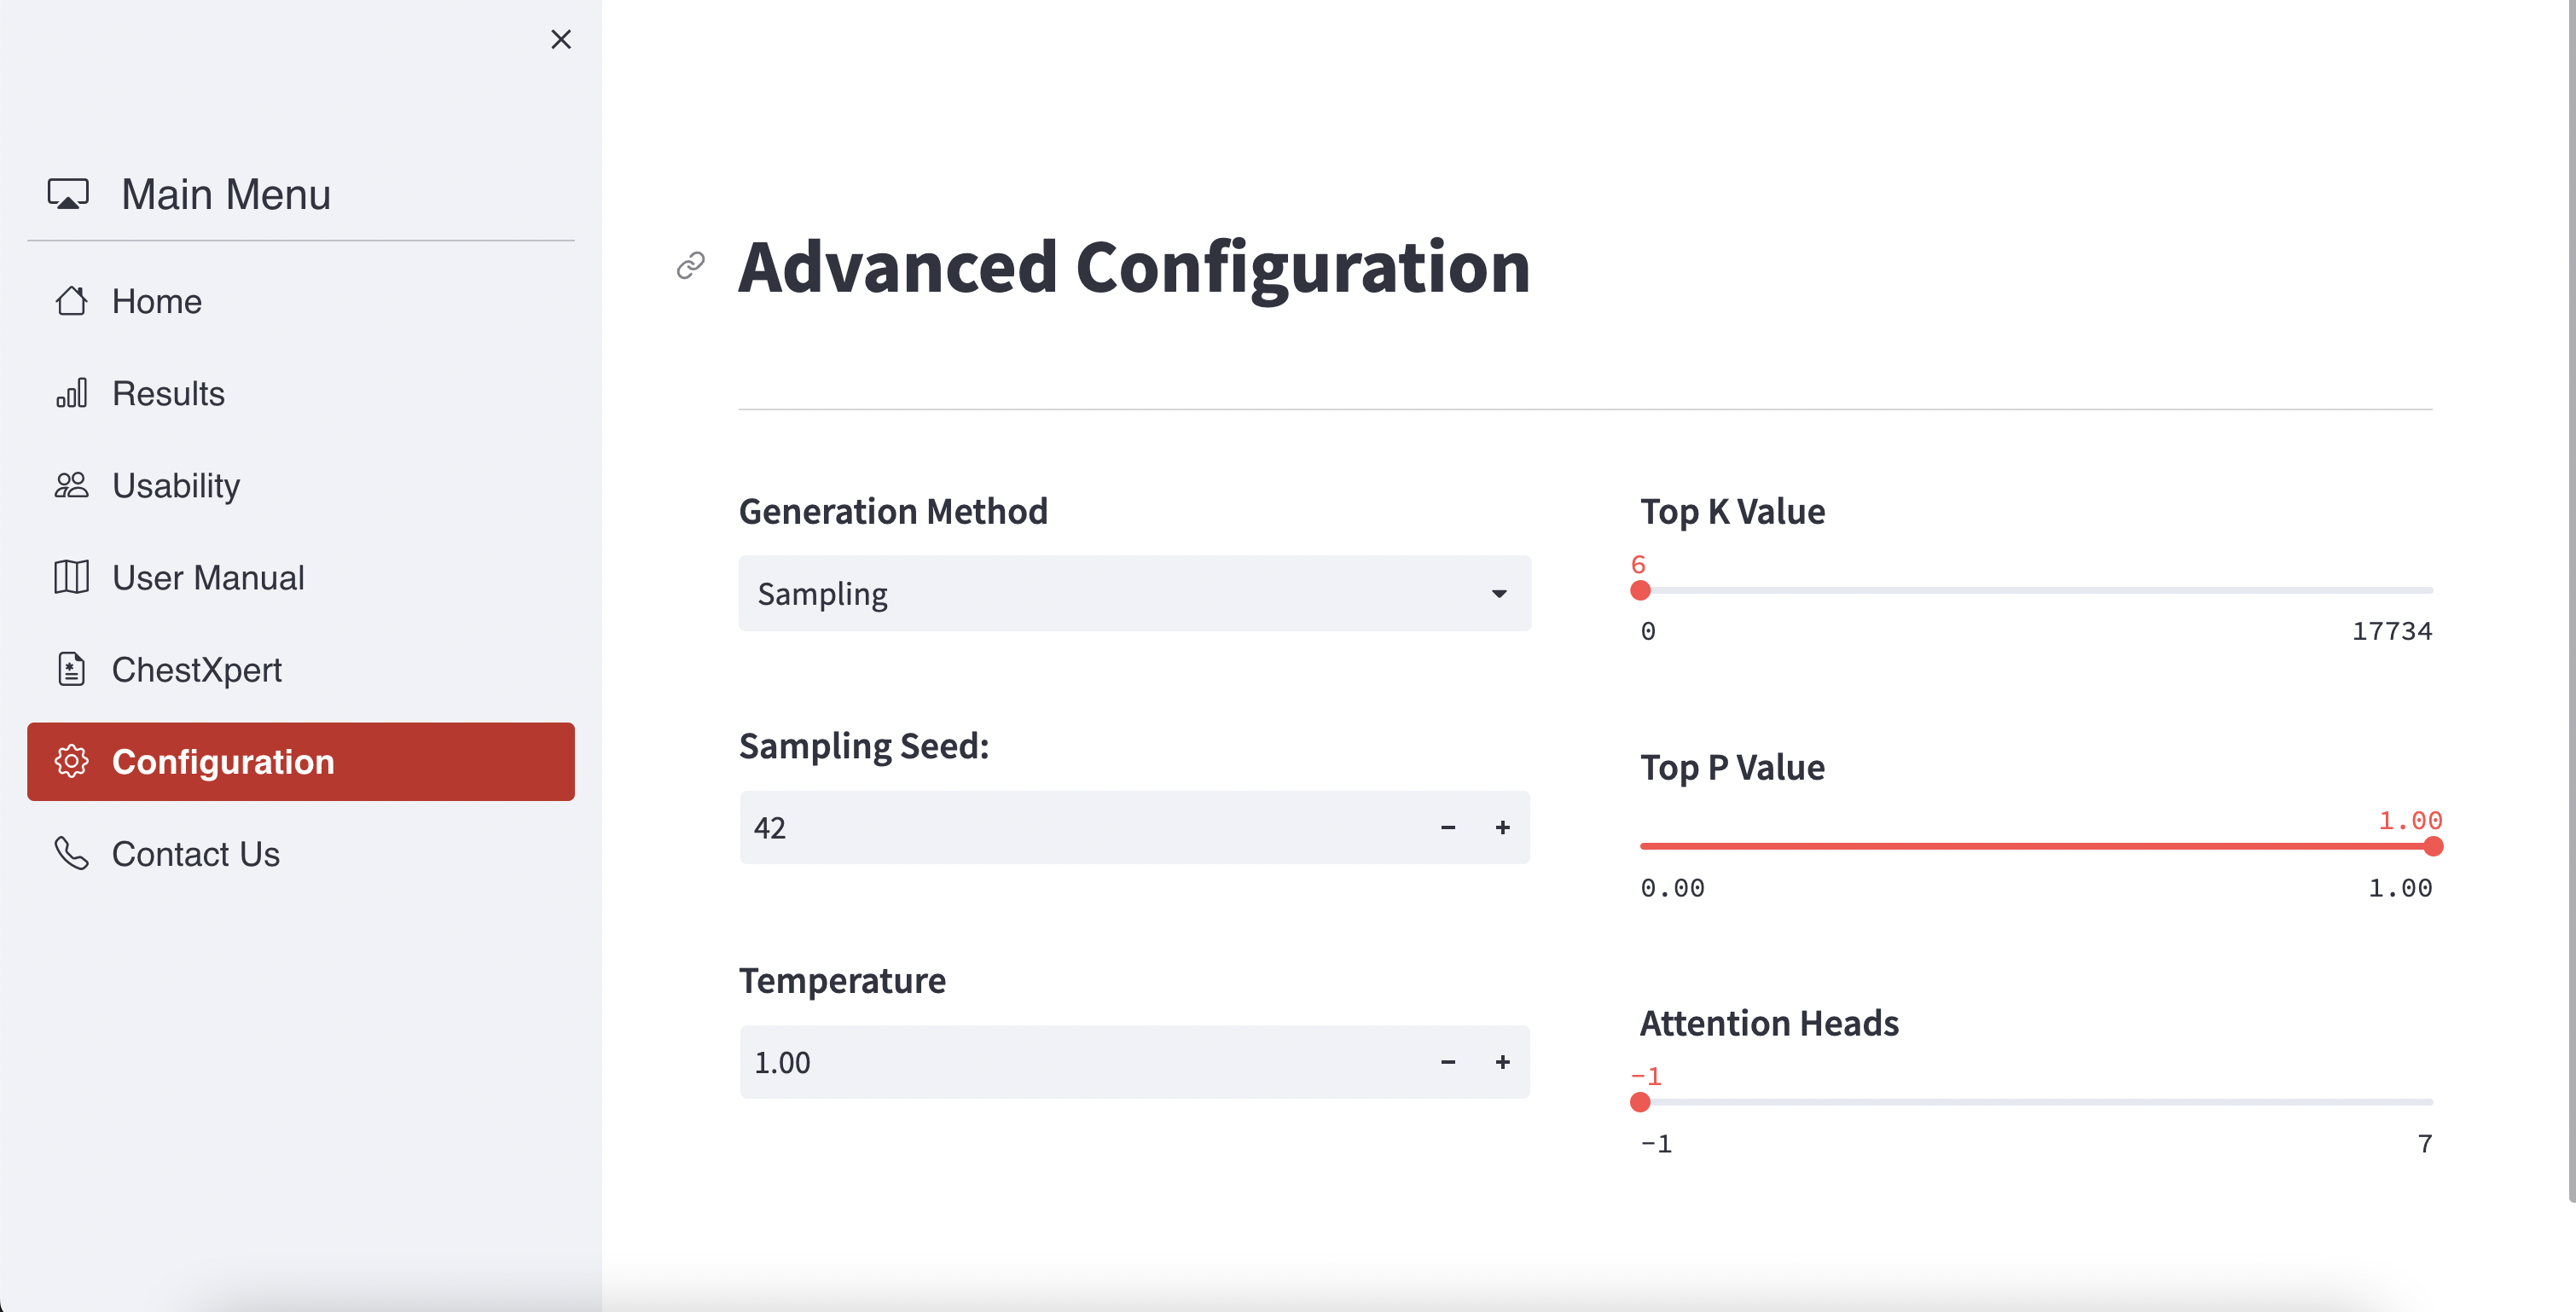 Main Menu
Home
Results
Usability
User Manual
ChestXpert
Configuration
Contact Us
Advanced Configuration
Generation Method
Sampling
Sampling Seed:
42
Temperature
1.00
Top K Value
6
0 17734
Top P Value
1.00
0.00 1.00
Attention Heads
-1
-1 7